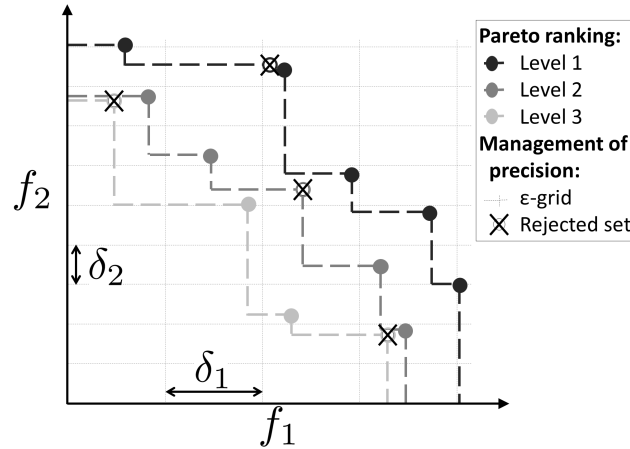 Pareto ranking:
Level 1
Level 2
Level 3
Management of
precision:
ε-grid
Rejected set
f₂
δ₂
δ₁
f₁